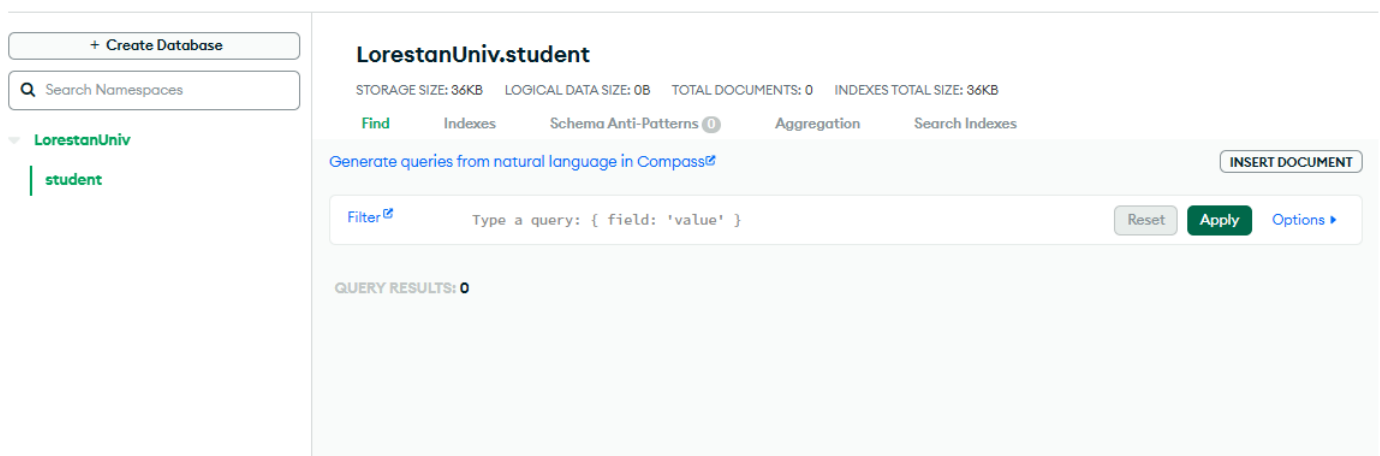 + Create Database
Search Namespaces
LorestanUniv
student
LorestanUniv.student
STORAGE SIZE: 36KB LOGICAL DATA SIZE: 0B TOTAL DOCUMENTS: 0 INDEXES TOTAL SIZE: 36KB
Find Indexes Schema Anti-Patterns 0 Aggregation Search Indexes
Generate queries from natural language in Compass
INSERT DOCUMENT
Filter Type a query: { field: 'value' } Reset Apply Options
QUERY RESULTS: 0